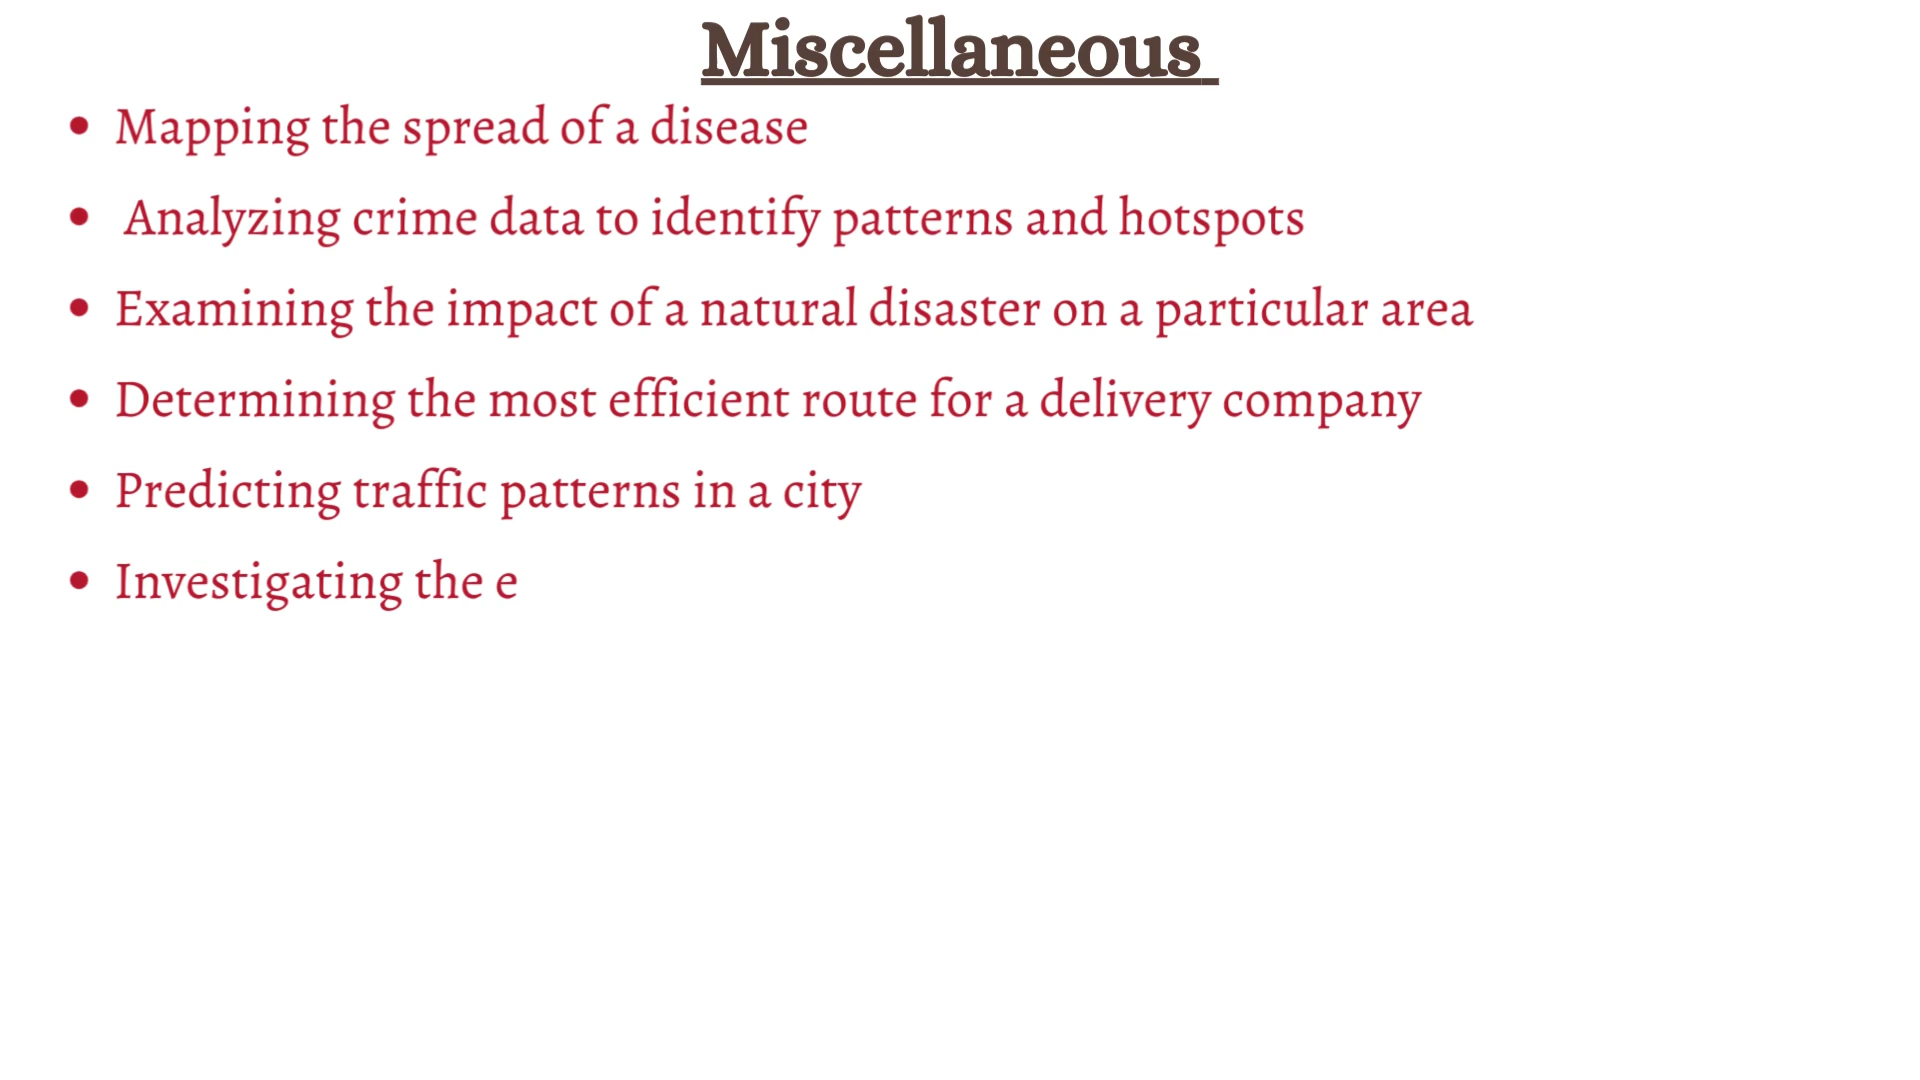 Miscellaneous
• Mapping the spread of a disease
• Analyzing crime data to identify patterns and hotspots
• Examining the impact of a natural disaster on a particular area
• Determining the most efficient route for a delivery company
• Predicting traffic patterns in a city
• Investigating the e